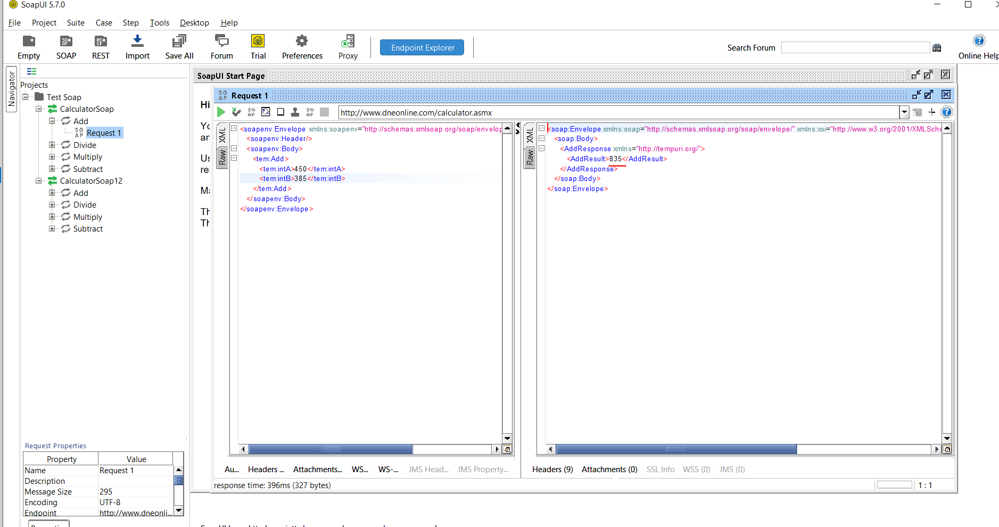 SoapUI 5.7.0
File Project Suite Case Step Tools Desktop Help
Empty SOAP REST Import Save All Forum Trial Preferences Proxy Endpoint Explorer Search Forum Online Help
Navigator
Projects
Test Soap
CalculatorSoap
Add
Request 1
Divide
Multiply
Subtract
CalculatorSoap12
Add
Divide
Multiply
Subtract
Request Properties
Property Value
Name Request 1
Description
Message Size 295
Encoding UTF-8
Endpoint http://www.dneonli...
SoapUI Start Page
Hi
Request 1
http://www.dneonline.com/calculator.asmx
XML
Raw
<soapenv:Envelope xmlns:soapenv="http://schemas.xmlsoap.org/soap/envelop
<soapenv:Header/>
<soapenv:Body>
<tem:Add>
<tem:intA>450</tem:intA>
<tem:intB>385</tem:intB>
</tem:Add>
</soapenv:Body>
</soapenv:Envelope>
Au... Headers ... Attachments... WS... WS-... JMS Head... JMS Property...
XML
Raw
<soap:Envelope xmlns:soap="http://schemas.xmlsoap.org/soap/envelope/" xmlns:xsi="http://www.w3.org/2001/XMLSche
<soap:Body>
<AddResponse xmlns="http://tempuri.org/">
<AddResult>835</AddResult>
</AddResponse>
</soap:Body>
</soap:Envelope>
Headers (9) Attachments (0) SSL Info WSS (0) JMS (0)
response time: 396ms (327 bytes)
1 : 1